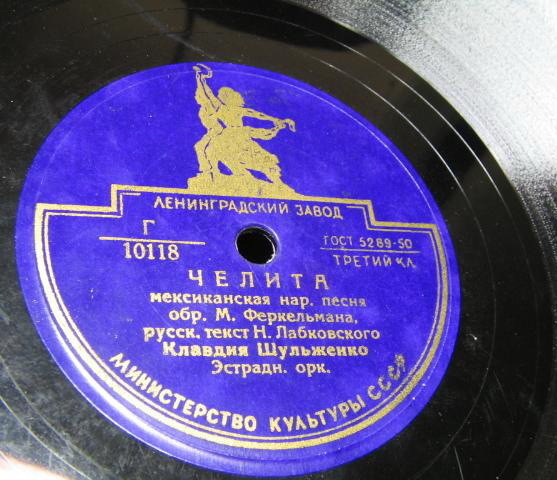 ЛЕНИНГРАДСКИЙ ЗАВОД
Г
10118
ГОСТ 5289-50
ТРЕТИЙ КЛ.
ЧЕЛИТА
мексиканская нар. песня
обр. М. Феркельмана,
русск. текст Н. Лабковского
Клавдия Шульженко
Эстрадн. орк.
МИНИСТЕРСТВО КУЛЬТУРЫ СССР